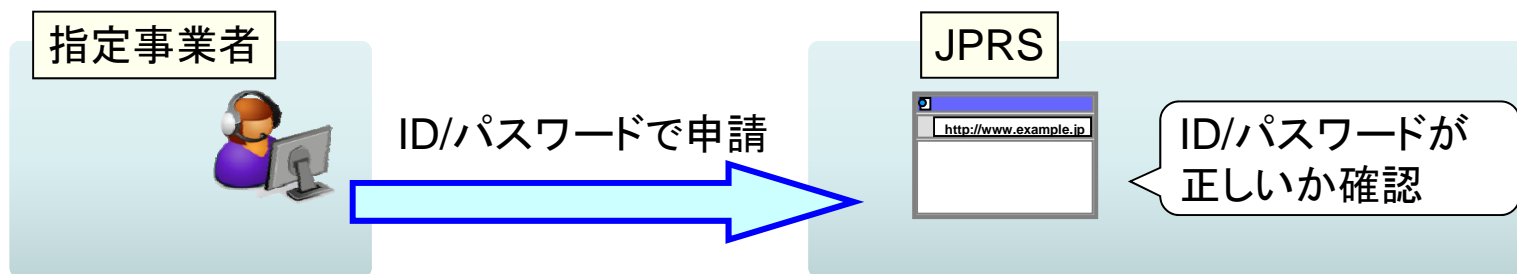 指定事業者
JPRS
ID/パスワードで申請
http://www.example.jp
ID/パスワードが
正しいか確認